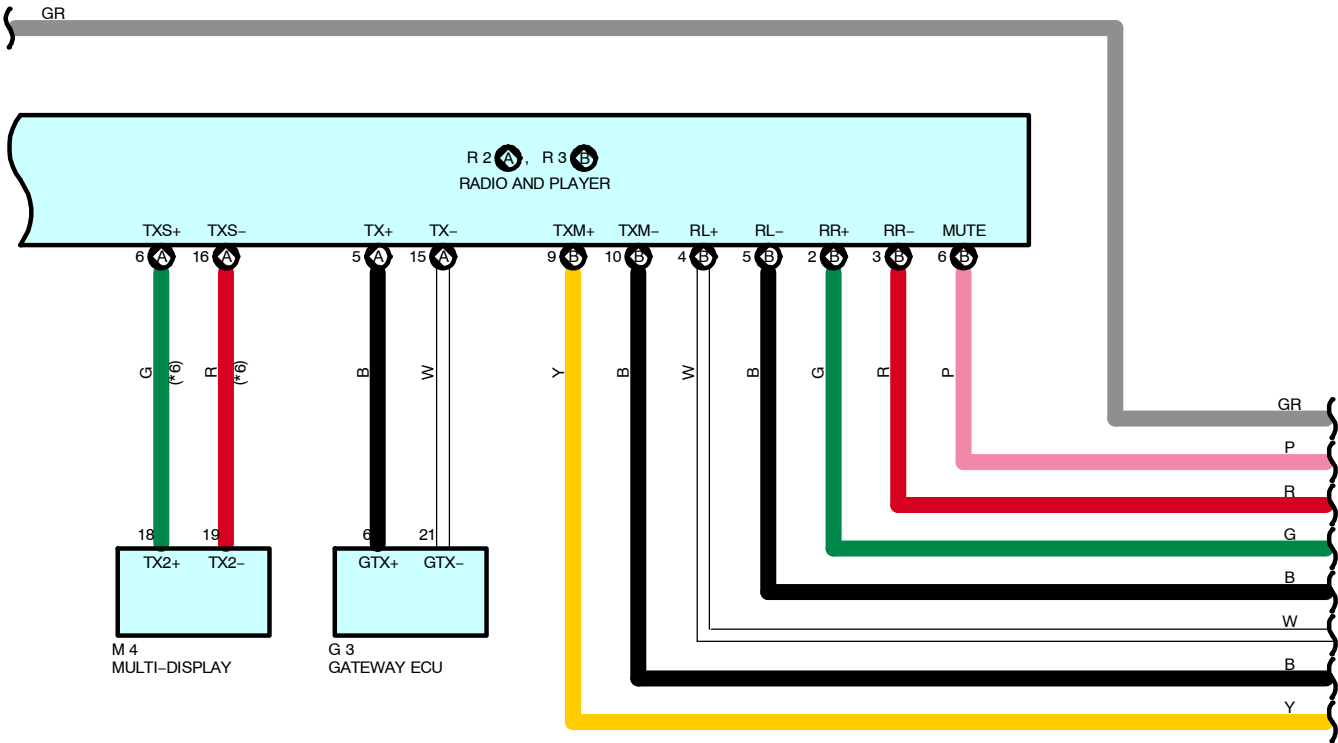 GR
R 2 A , R 3 B
RADIO AND PLAYER
TXS+ TXS− TX+ TX− TXM+ TXM− RL+ RL− RR+ RR− MUTE
6 A 16 A 5 A 15 A 9 B 10 B 4 B 5 B 2 B 3 B 6 B
G (*6) R (*6) B W Y B W B G R P
GR
P
R
G
B
W
B
Y
18 19 6 21
TX2+ TX2− GTX+ GTX−
M 4
MULTI−DISPLAY
G 3
GATEWAY ECU